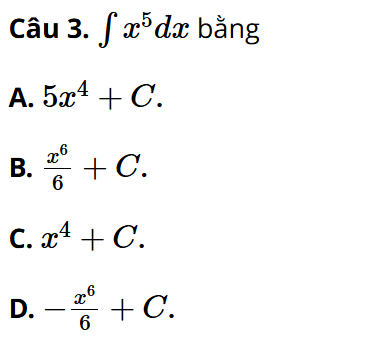 Câu 3. ∫ x⁵dx bằng
A. 5x⁴ + C.
B. x⁶/6 + C.
C. x⁴ + C.
D. −x⁶/6 + C.